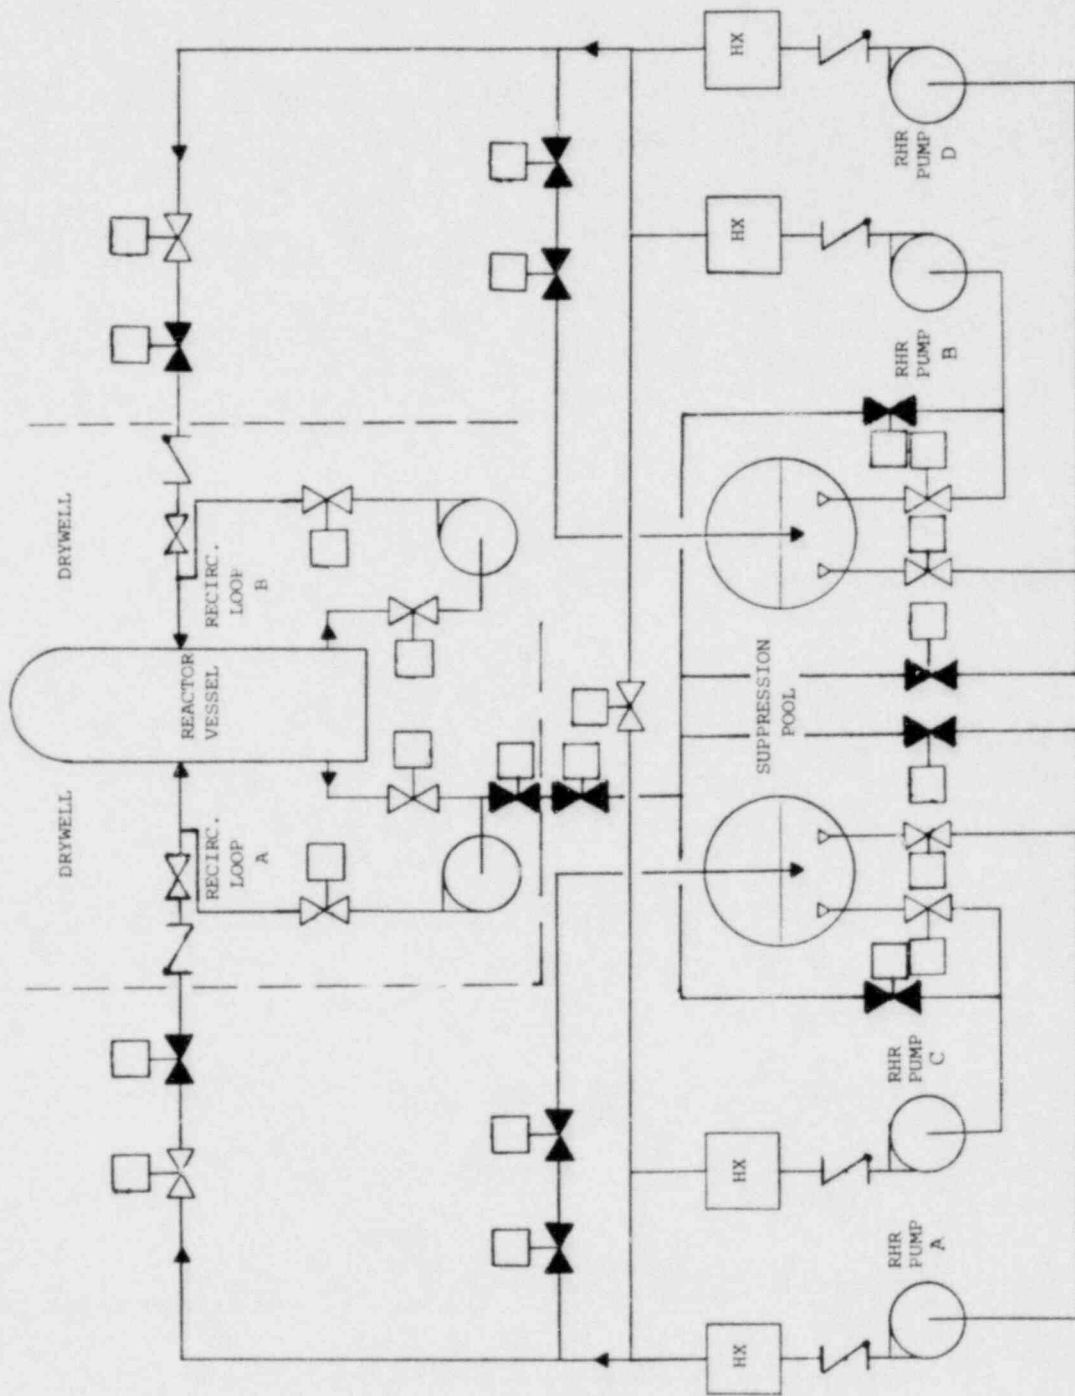 DRYWELL
DRYWELL
REACTOR
VESSEL
RECIRC.
LOOP
A
RECIRC.
LOOP
B
SUPPRESSION
POOL
HX
HX
HX
HX
RHR
PUMP
A
RHR
PUMP
C
RHR
PUMP
B
RHR
PUMP
D